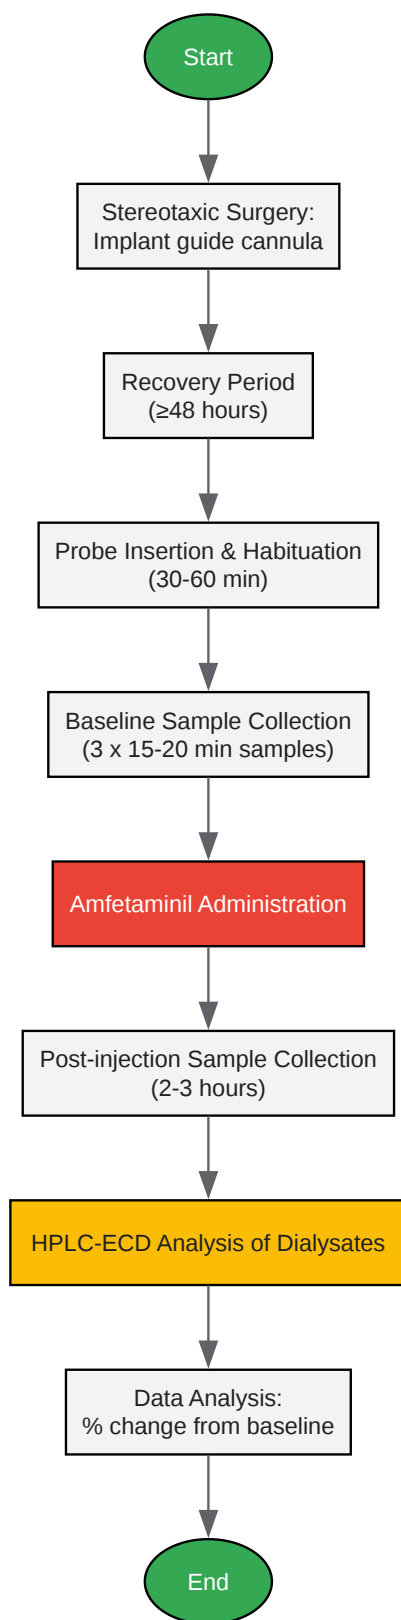 Start
Stereotaxic Surgery:
Implant guide cannula
Recovery Period
(≥48 hours)
Probe Insertion & Habituation
(30-60 min)
Baseline Sample Collection
(3 x 15-20 min samples)
Amfetaminil Administration
Post-injection Sample Collection
(2-3 hours)
HPLC-ECD Analysis of Dialysates
Data Analysis:
% change from baseline
End